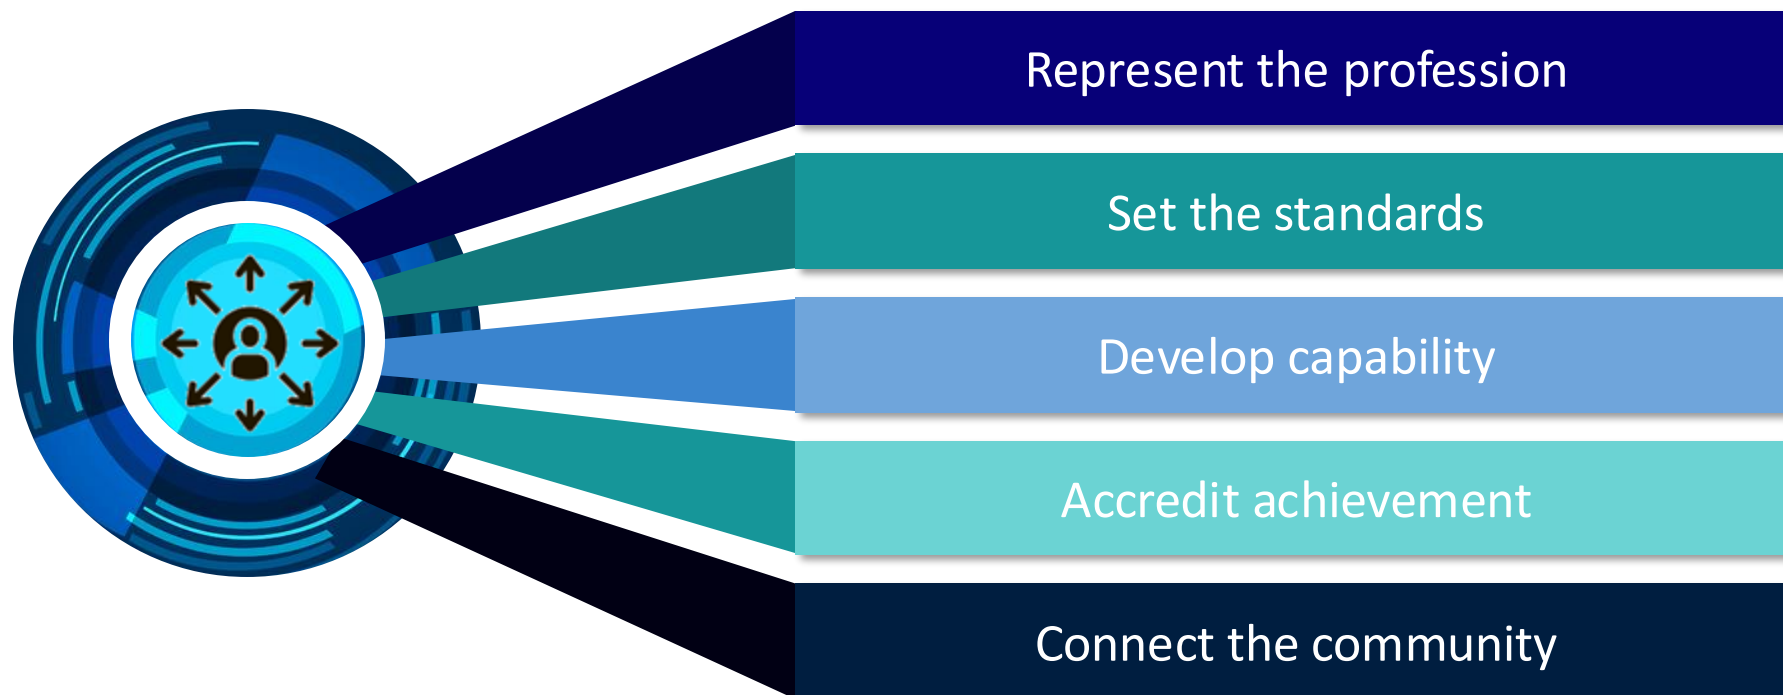 Represent the profession
Set the standards
Develop capability
Accredit achievement
Connect the community